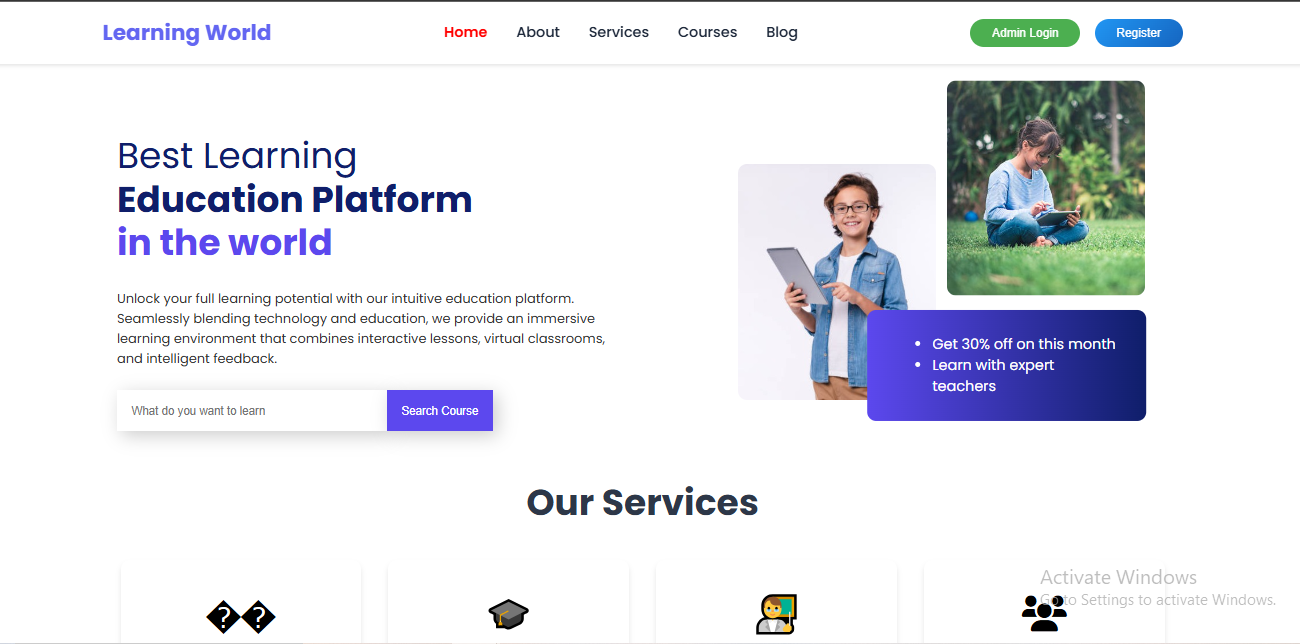 Learning World
Home About Services Courses Blog
Admin Login Register
Best Learning
Education Platform
in the world
Unlock your full learning potential with our intuitive education platform.
Seamlessly blending technology and education, we provide an immersive
learning environment that combines interactive lessons, virtual classrooms,
and intelligent feedback.
What do you want to learn Search Course
• Get 30% off on this month
• Learn with expert
teachers
Our Services
��
Activate Windows
Go to Settings to activate Windows.